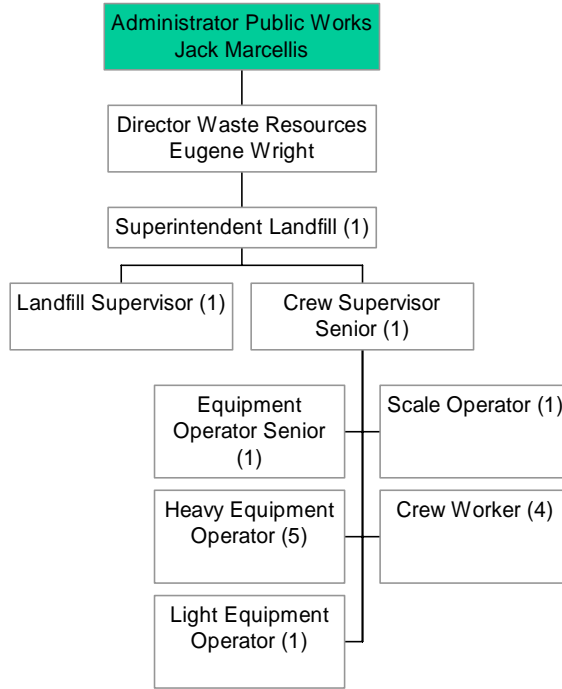 Administrator Public Works
Jack Marcellis
Director Waste Resources
Eugene Wright
Superintendent Landfill (1)
Landfill Supervisor (1)
Crew Supervisor
Senior (1)
Equipment
Operator Senior
(1)
Scale Operator (1)
Heavy Equipment
Operator (5)
Crew Worker (4)
Light Equipment
Operator (1)